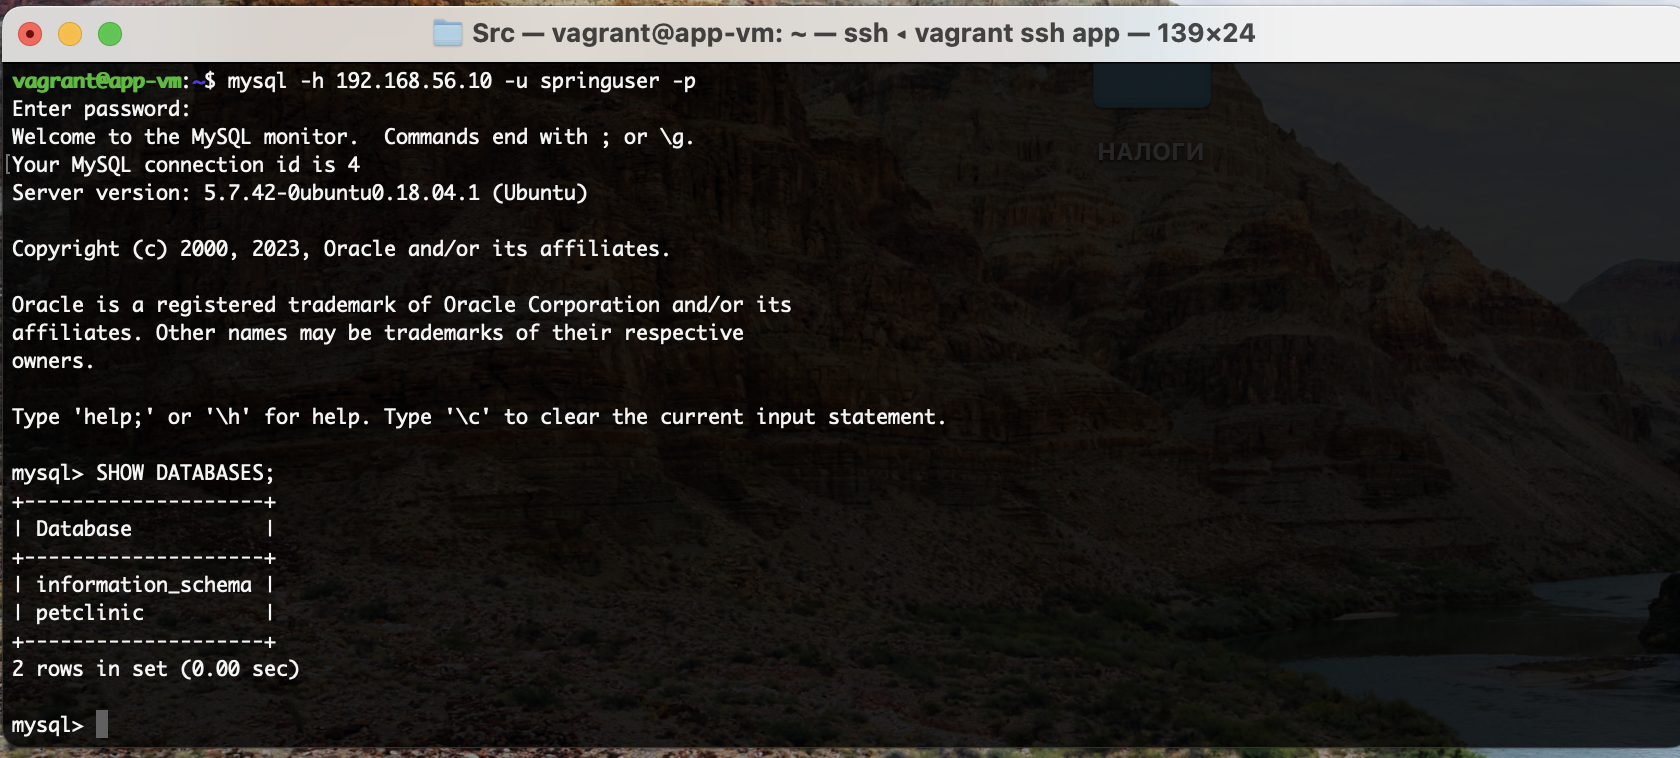 Src — vagrant@app-vm: ~ — ssh ◂ vagrant ssh app — 139×24
vagrant@app-vm:~$ mysql -h 192.168.56.10 -u springuser -p
Enter password:
Welcome to the MySQL monitor.  Commands end with ; or \g.
[Your MySQL connection id is 4
Server version: 5.7.42-0ubuntu0.18.04.1 (Ubuntu)
Copyright (c) 2000, 2023, Oracle and/or its affiliates.
Oracle is a registered trademark of Oracle Corporation and/or its
affiliates. Other names may be trademarks of their respective
owners.
Type 'help;' or '\h' for help. Type '\c' to clear the current input statement.
mysql> SHOW DATABASES;
+--------------------+
| Database           |
+--------------------+
| information_schema |
| petclinic          |
+--------------------+
2 rows in set (0.00 sec)
mysql>
НАЛОГИ